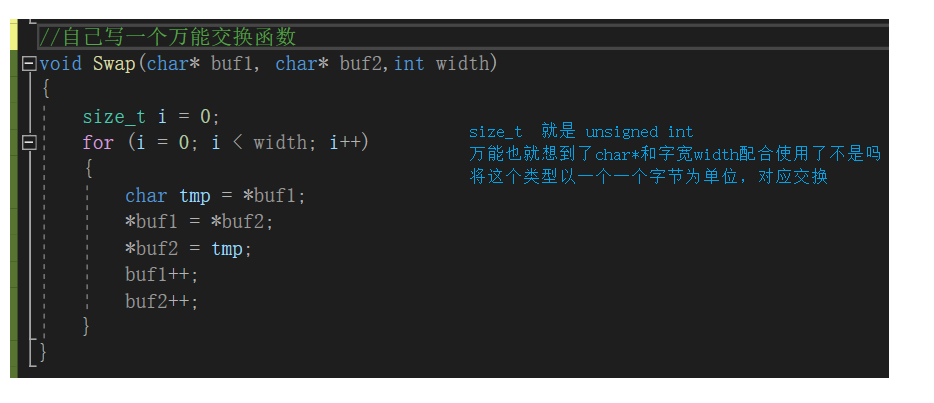 //自己写一个万能交换函数
void Swap(char* buf1, char* buf2,int width)
{
size_t i = 0;
for (i = 0; i < width; i++)
{
char tmp = *buf1;
*buf1 = *buf2;
*buf2 = tmp;
buf1++;
buf2++;
}
}
size_t 就是 unsigned int
万能也就想到了char*和字宽width配合使用了不是吗
将这个类型以一个一个字节为单位，对应交换